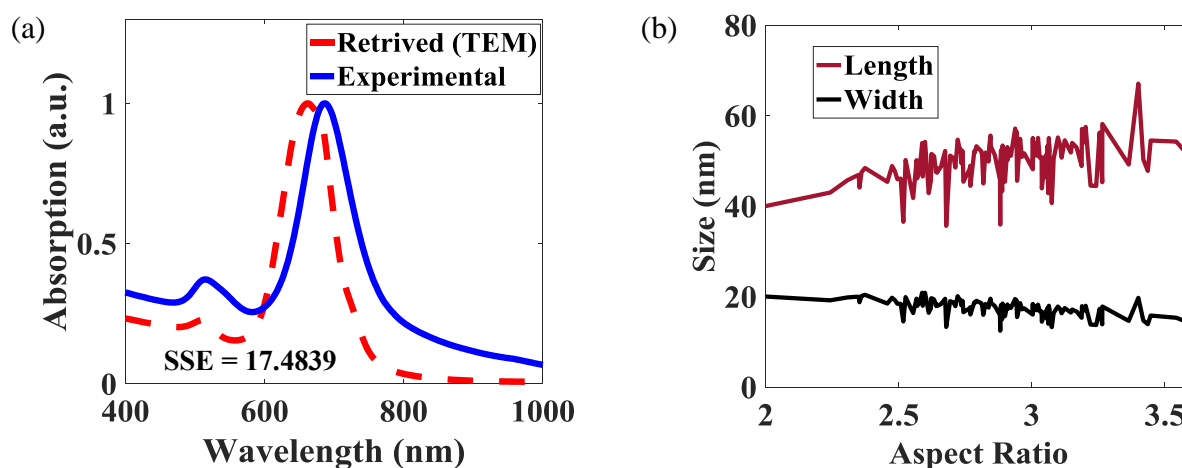 (a)
Retrived (TEM)
Experimental
Absorption (a.u.)
1
0.5
0
SSE = 17.4839
400
600
800
1000
Wavelength (nm)
(b)
Length
Width
Size (nm)
80
60
40
20
0
2
2.5
3
3.5
Aspect Ratio